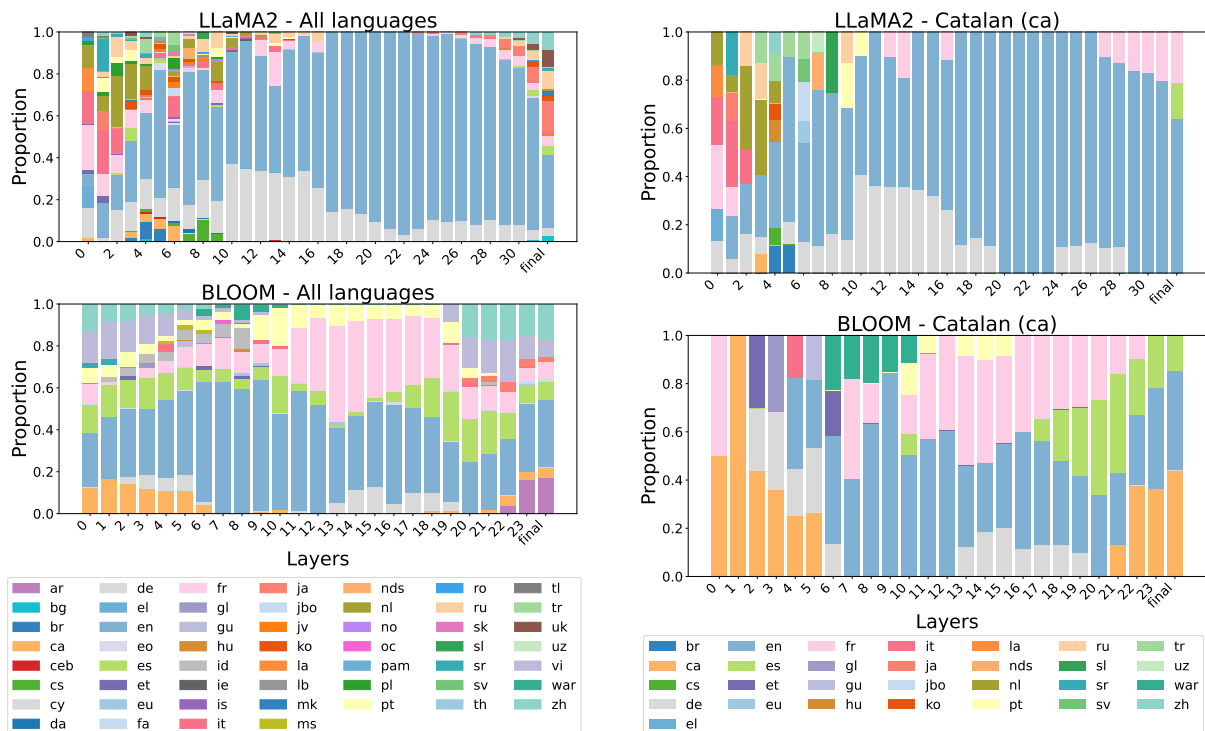 LLaMA2 - All languages
Proportion
1.0
0.8
0.6
0.4
0.2
0.0
0 2 4 6 8 10 12 14 16 18 20 22 24 26 28 30 final
BLOOM - All languages
Proportion
1.0
0.8
0.6
0.4
0.2
0.0
0 1 2 3 4 5 6 7 8 9 10 11 12 13 14 15 16 17 18 19 20 21 22 23 final
Layers
ar de fr ja nds ro tl
bg el gl jbo nl ru tr
br en gu jv no sk uk
ca eo hu ko oc sl uz
ceb es id la pam sr vi
cs et ie lb pl sv war
cy eu is mk pt th zh
da fa it ms
LLaMA2 - Catalan (ca)
Proportion
1.0
0.8
0.6
0.4
0.2
0.0
0 2 4 6 8 10 12 14 16 18 20 22 24 26 28 30 final
BLOOM - Catalan (ca)
Proportion
1.0
0.8
0.6
0.4
0.2
0.0
0 1 2 3 4 5 6 7 8 9 10 11 12 13 14 15 16 17 18 19 20 21 22 23 final
Layers
br en fr it la ru tr
ca es gl ja nds sl uz
cs et gu jbo nl sr war
de eu hu ko pt sv zh
el